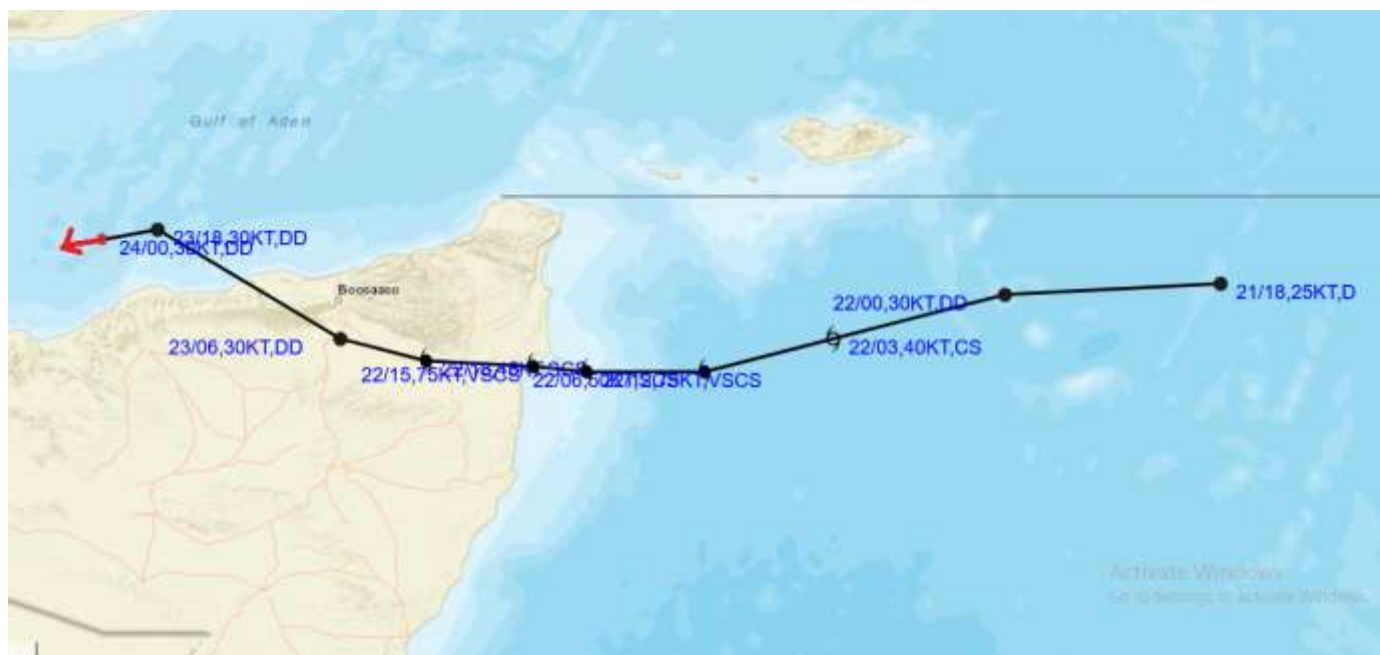 Gulf of Aden
23/18,30KT,DD
24/00,30KT,DD
21/18,25KT,D
Boosaaso
22/00,30KT,DD
23/06,30KT,DD
22/03,40KT,CS
22/15,75KT,VSCS
Activate Windows
Go to Settings to activate Windows.